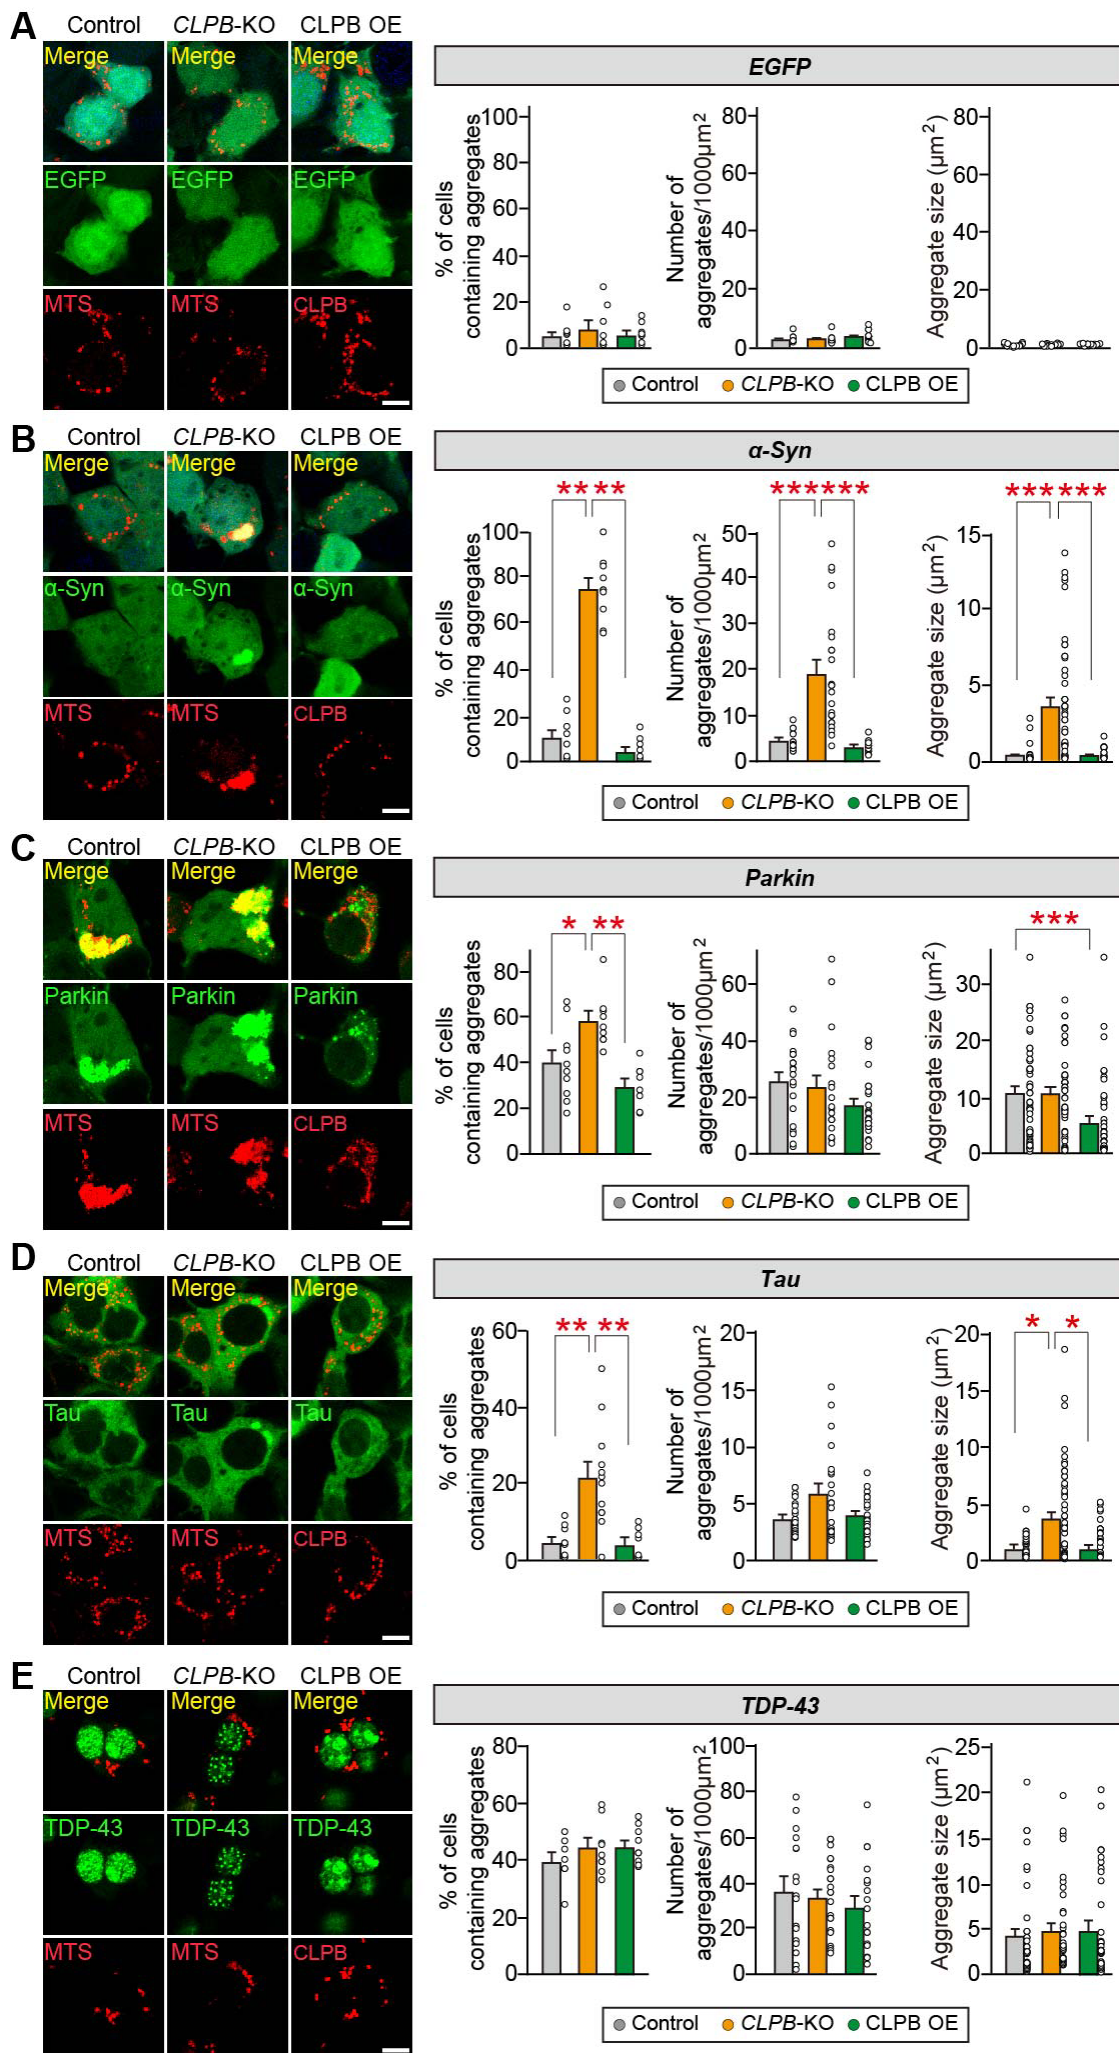 A
Control CLPB-KO CLPB OE
Merge Merge Merge
EGFP EGFP EGFP
MTS MTS CLPB
EGFP
% of cells
containing aggregates
100
80
60
40
20
0
Number of
aggregates/1000μm2
80
60
40
20
0
Aggregate size (μm2)
80
60
40
20
0
Control CLPB-KO CLPB OE
B
Control CLPB-KO CLPB OE
Merge Merge Merge
α-Syn α-Syn α-Syn
MTS MTS CLPB
α-Syn
** **
% of cells
containing aggregates
100
80
60
40
20
0
*** ***
Number of
aggregates/1000μm2
50
40
30
20
10
0
*** ***
Aggregate size (μm2)
15
10
5
0
Control CLPB-KO CLPB OE
C
Control CLPB-KO CLPB OE
Merge Merge Merge
Parkin Parkin Parkin
MTS MTS CLPB
Parkin
* **
% of cells
containing aggregates
80
60
40
20
0
Number of
aggregates/1000μm2
60
40
20
0
***
Aggregate size (μm2)
30
20
10
0
Control CLPB-KO CLPB OE
D
Control CLPB-KO CLPB OE
Merge Merge Merge
Tau Tau Tau
MTS MTS CLPB
Tau
** **
% of cells
containing aggregates
60
40
20
0
Number of
aggregates/1000μm2
20
15
10
5
0
* *
Aggregate size (μm2)
20
15
10
5
0
Control CLPB-KO CLPB OE
E
Control CLPB-KO CLPB OE
Merge Merge Merge
TDP-43 TDP-43 TDP-43
MTS MTS CLPB
TDP-43
% of cells
containing aggregates
80
60
40
20
0
Number of
aggregates/1000μm2
100
80
60
40
20
0
Aggregate size (μm2)
25
20
15
10
5
0
Control CLPB-KO CLPB OE